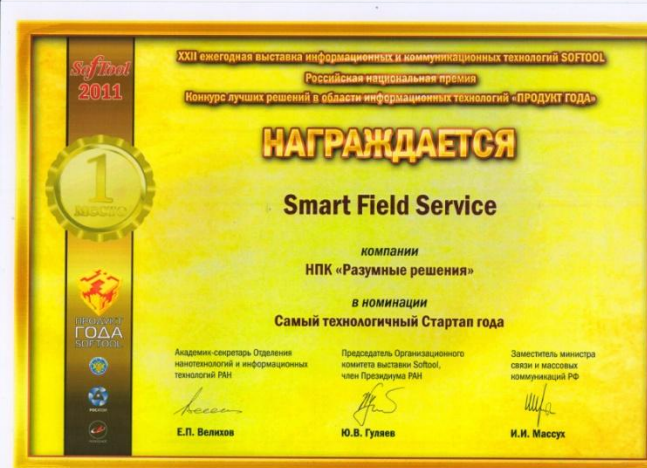 SofTool
2011
XXII ежегодная выставка информационных и коммуникационных технологий SOFTOOL
Российская национальная премия
Конкурс лучших решений в области информационных технологий «ПРОДУКТ ГОДА»
НАГРАЖДАЕТСЯ
1
МЕСТО
Smart Field Service
компании
НПК «Разумные решения»
в номинации
Самый технологичный Стартап года
ПРОДУКТ
ГОДА
SOFTOOL
Академик-секретарь Отделения
нанотехнологий и информационных
технологий РАН
Е.П. Велихов
Председатель Организационного
комитета выставки Softool,
член Президиума РАН
Ю.В. Гуляев
Заместитель министра
связи и массовых
коммуникаций РФ
И.И. Массух